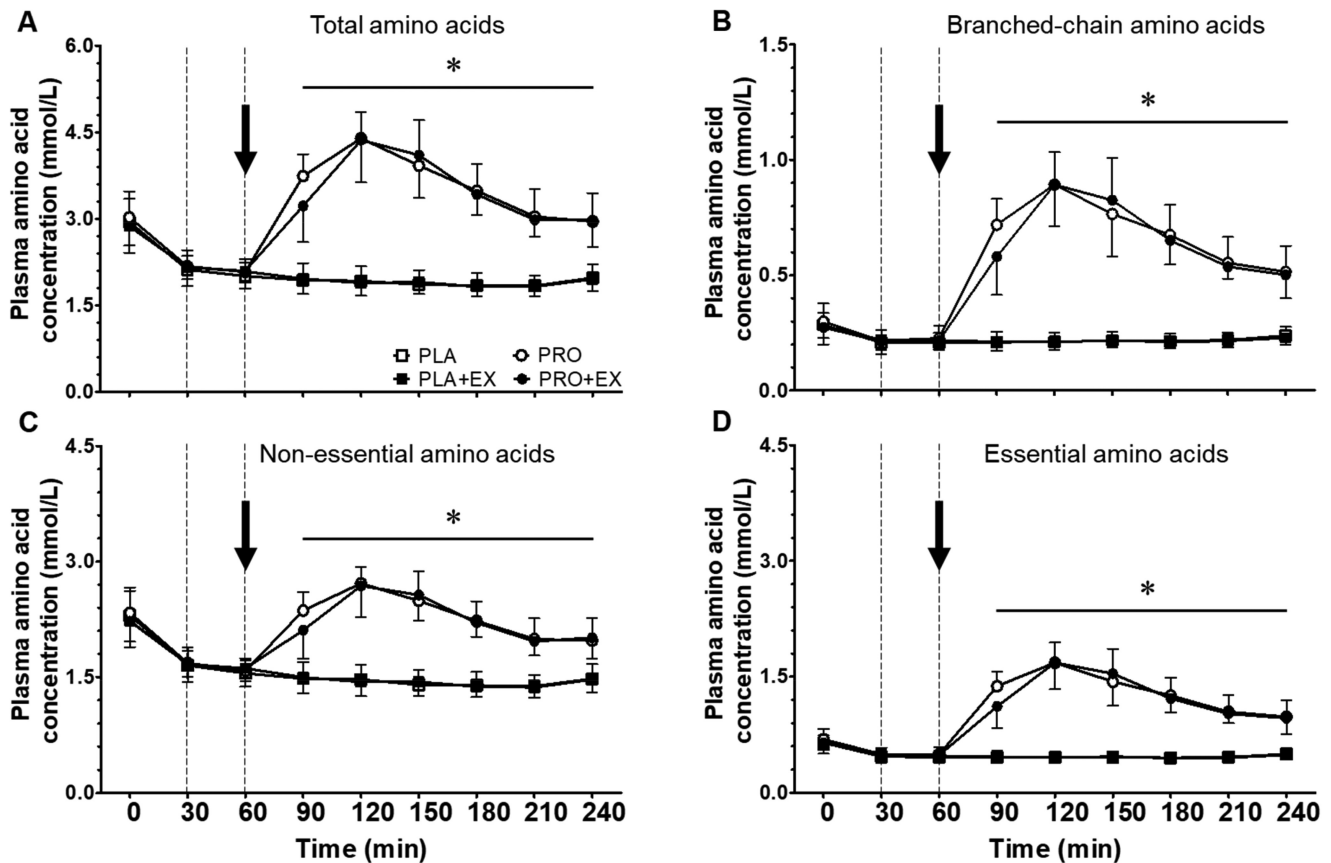 A
Total amino acids
Plasma amino acid
concentration (mmol/L)
6.0
4.5
3.0
1.5
0.0
*
PLA PRO
PLA+EX PRO+EX
B
Branched-chain amino acids
Plasma amino acid
concentration (mmol/L)
1.5
1.0
0.5
0.0
*
C
Non-essential amino acids
Plasma amino acid
concentration (mmol/L)
4.5
3.0
1.5
0.0
*
0 30 60 90 120 150 180 210 240
Time (min)
D
Essential amino acids
Plasma amino acid
concentration (mmol/L)
4.5
3.0
1.5
0.0
*
0 30 60 90 120 150 180 210 240
Time (min)